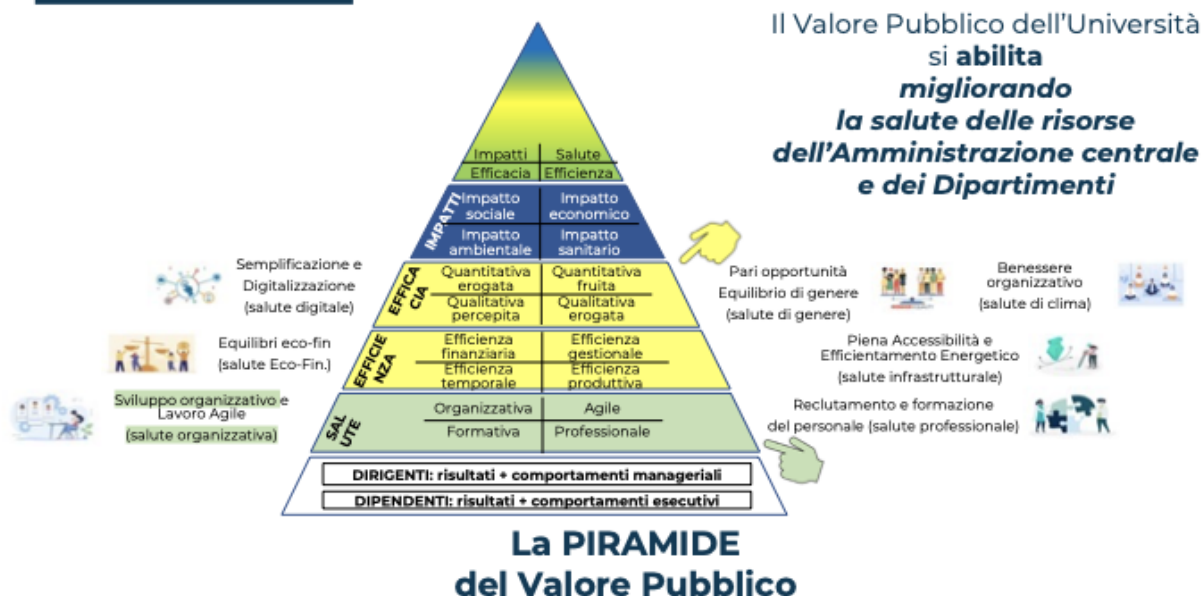 Il Valore Pubblico dell'Università
si abilita
migliorando
la salute delle risorse
dell'Amministrazione centrale
e dei Dipartimenti
Impatti Salute
Efficacia Efficienza
IMPATTI
Impatto sociale
Impatto economico
Impatto ambientale
Impatto sanitario
EFFICA
CIA
Quantitativa erogata
Quantitativa fruita
Qualitativa percepita
Qualitativa erogata
EFFICIE
NZA
Efficienza finanziaria
Efficienza gestionale
Efficienza temporale
Efficienza produttiva
SAL
UTE
Organizzativa Agile
Formativa Professionale
DIRIGENTI: risultati + comportamenti manageriali
DIPENDENTI: risultati + comportamenti esecutivi
Semplificazione e
Digitalizzazione
(salute digitale)
Equilibri eco-fin
(salute Eco-Fin.)
Sviluppo organizzativo e
Lavoro Agile
(salute organizzativa)
Pari opportunità
Equilibrio di genere
(salute di genere)
Benessere
organizzativo
(salute di clima)
Piena Accessibilità e
Efficientamento Energetico
(salute infrastrutturale)
Reclutamento e formazione
del personale (salute professionale)
La PIRAMIDE
del Valore Pubblico